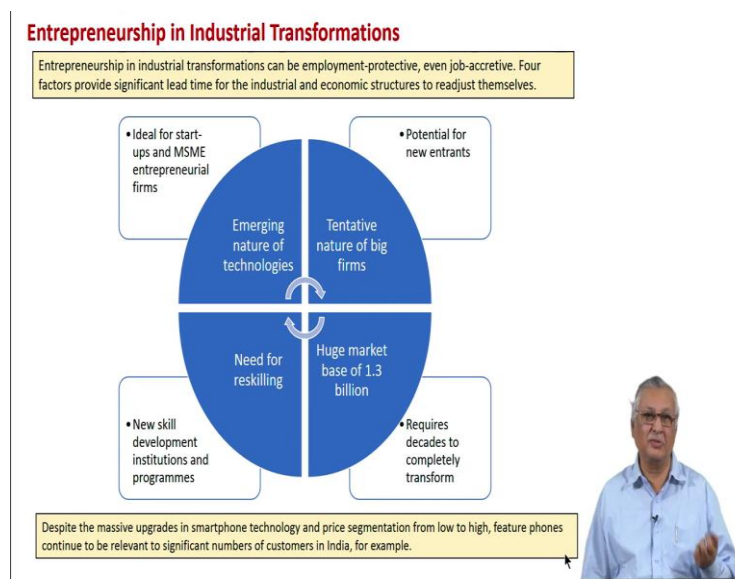 Entrepreneurship in Industrial Transformations
Entrepreneurship in industrial transformations can be employment-protective, even job-accretive. Four
factors provide significant lead time for the industrial and economic structures to readjust themselves.
•Ideal for start-
ups and MSME
entrepreneurial
firms
•Potential for
new entrants
Emerging
nature of
technologies
Tentative
nature of big
firms
Need for
reskilling
Huge market
base of 1.3
billion
•New skill
development
institutions and
programmes
•Requires
decades to
completely
transform
Despite the massive upgrades in smartphone technology and price segmentation from low to high, feature phones
continue to be relevant to significant numbers of customers in India, for example.